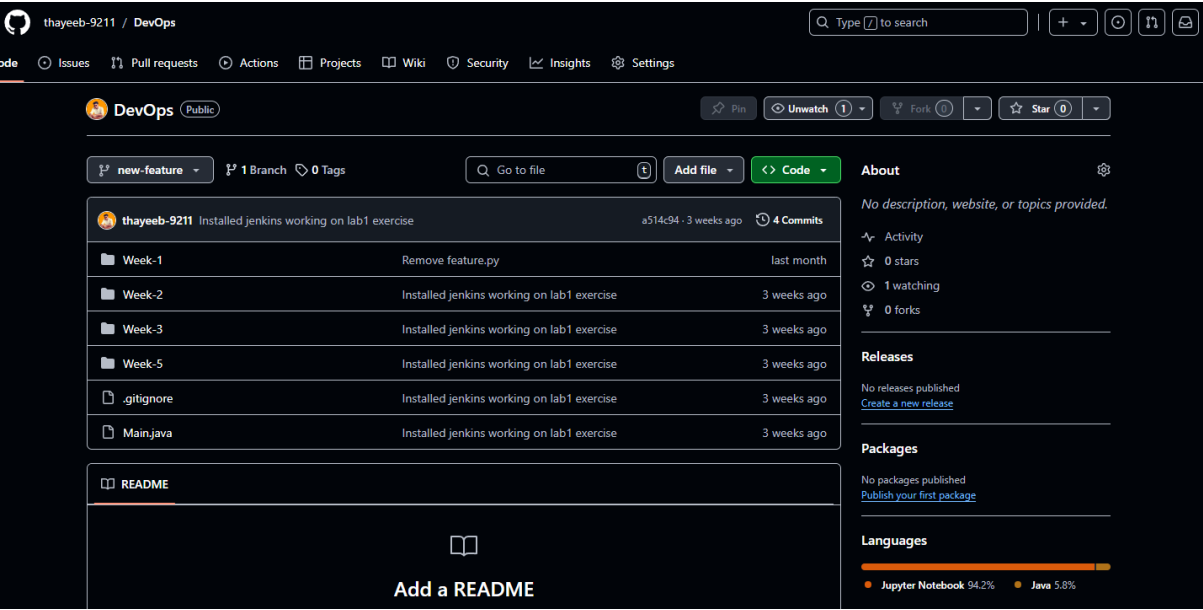 thayeeb-9211 / DevOps
Type / to search
ode Issues Pull requests Actions Projects Wiki Security Insights Settings
DevOps Public
Pin Unwatch 1 Fork 0 Star 0
new-feature 1 Branch 0 Tags Go to file t Add file <> Code
thayeeb-9211 Installed jenkins working on lab1 exercise a514c94 · 3 weeks ago 4 Commits
Week-1 Remove feature.py last month
Week-2 Installed jenkins working on lab1 exercise 3 weeks ago
Week-3 Installed jenkins working on lab1 exercise 3 weeks ago
Week-5 Installed jenkins working on lab1 exercise 3 weeks ago
.gitignore Installed jenkins working on lab1 exercise 3 weeks ago
Main.java Installed jenkins working on lab1 exercise 3 weeks ago
README
Add a README
About
No description, website, or topics provided.
Activity
0 stars
1 watching
0 forks
Releases
No releases published
Create a new release
Packages
No packages published
Publish your first package
Languages
Jupyter Notebook 94.2% Java 5.8%